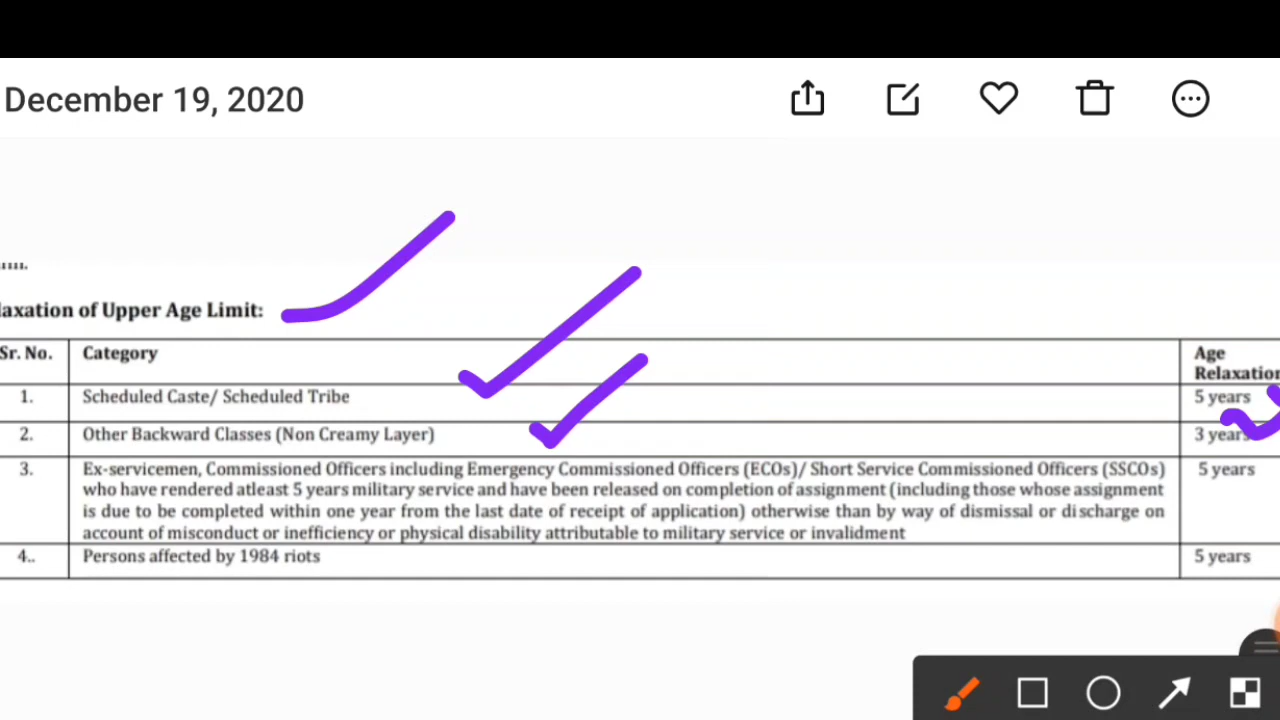 December 19, 2020
laxation of Upper Age Limit:
Sr. No. Category Age Relaxation
1. Scheduled Caste/ Scheduled Tribe 5 years
2. Other Backward Classes (Non Creamy Layer) 3 years
3. Ex-servicemen, Commissioned Officers including Emergency Commissioned Officers (ECOs)/ Short Service Commissioned Officers (SSCOs) 5 years
who have rendered atleast 5 years military service and have been released on completion of assignment (including those whose assignment
is due to be completed within one year from the last date of receipt of application) otherwise than by way of dismissal or discharge on
account of misconduct or inefficiency or physical disability attributable to military service or invalidment
4.. Persons affected by 1984 riots 5 years